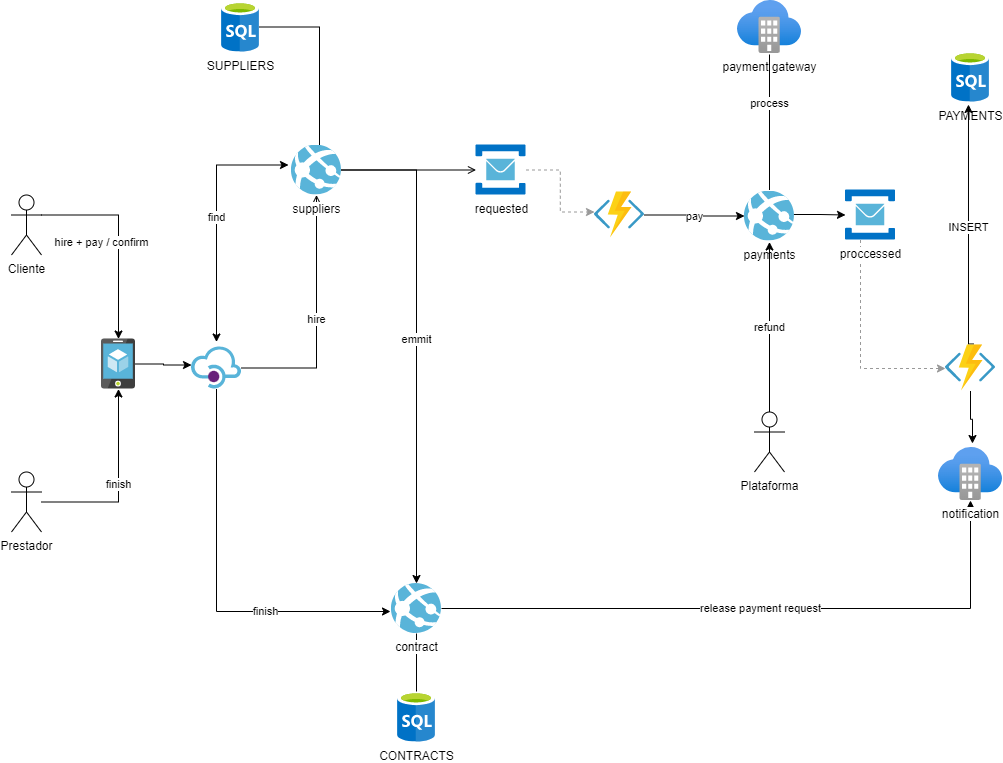 SQL
SUPPLIERS
payment gateway
process
SQL
PAYMENTS
suppliers
requested
find
Cliente
hire + pay / confirm
pay
payments
proccessed
INSERT
hire
emmit
refund
finish
Prestador
Plataforma
notification
finish
release payment request
contract
SQL
CONTRACTS